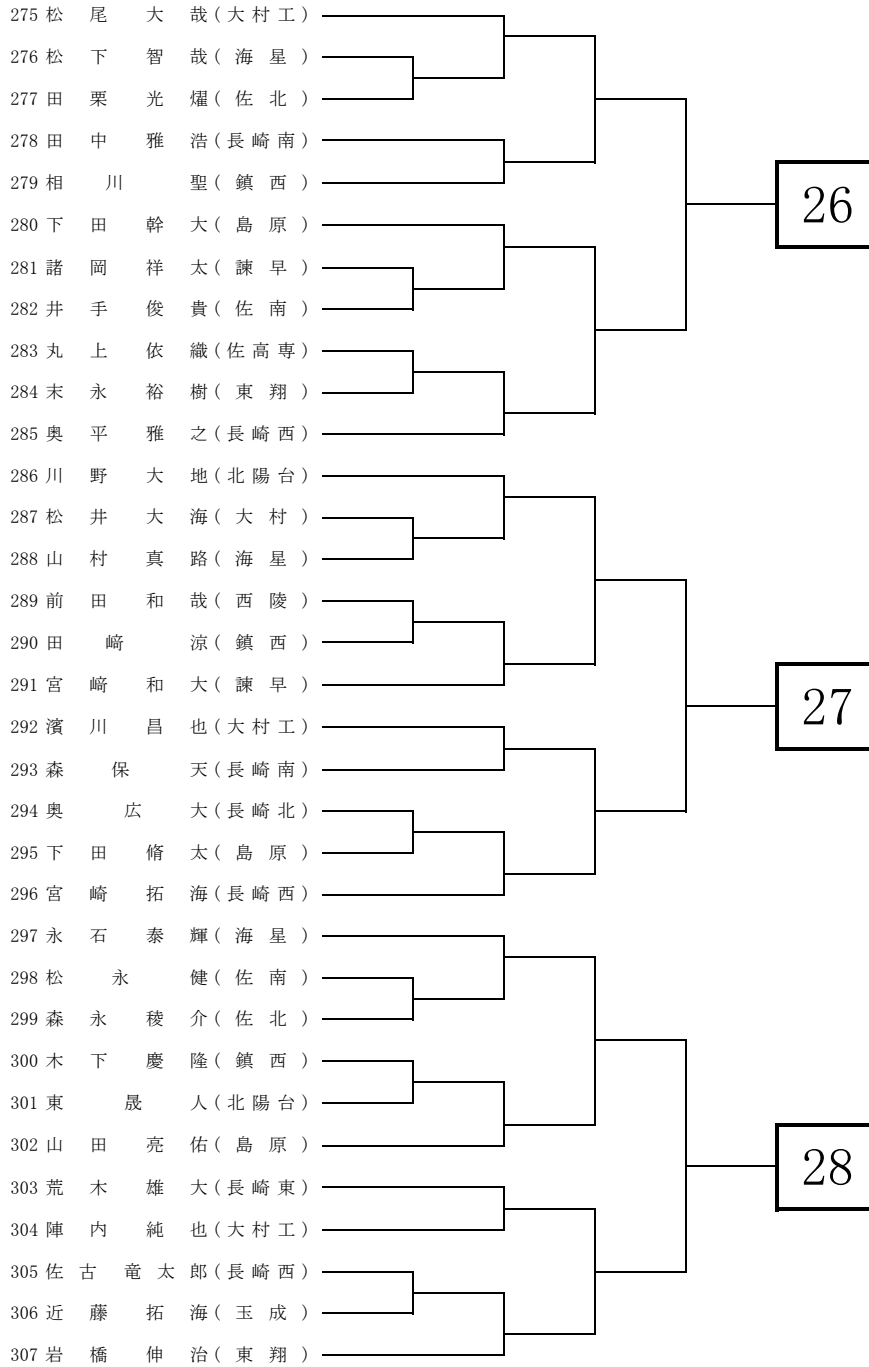 275 松尾大哉(大村工)
276 松下智哉(海星)
277 田栗光燿(佐北)
278 田中雅浩(長崎南)
279 相川聖(鎮西)
26
280 下田幹大(島原)
281 諸岡祥太(諫早)
282 井手俊貴(佐南)
283 丸上依織(佐高専)
284 末永裕樹(東翔)
285 奥平雅之(長崎西)
286 川野大地(北陽台)
287 松井大海(大村)
288 山村真路(海星)
289 前田和哉(西陵)
290 田﨑涼(鎮西)
291 宮﨑和大(諫早)
27
292 濱川昌也(大村工)
293 森保天(長崎南)
294 奥広大(長崎北)
295 下田脩太(島原)
296 宮崎拓海(長崎西)
297 永石泰輝(海星)
298 松永健(佐南)
299 森永稜介(佐北)
300 木下慶隆(鎮西)
301 東晟人(北陽台)
302 山田亮佑(島原)
28
303 荒木雄大(長崎東)
304 陣内純也(大村工)
305 佐古竜太郎(長崎西)
306 近藤拓海(玉成)
307 岩橋伸治(東翔)